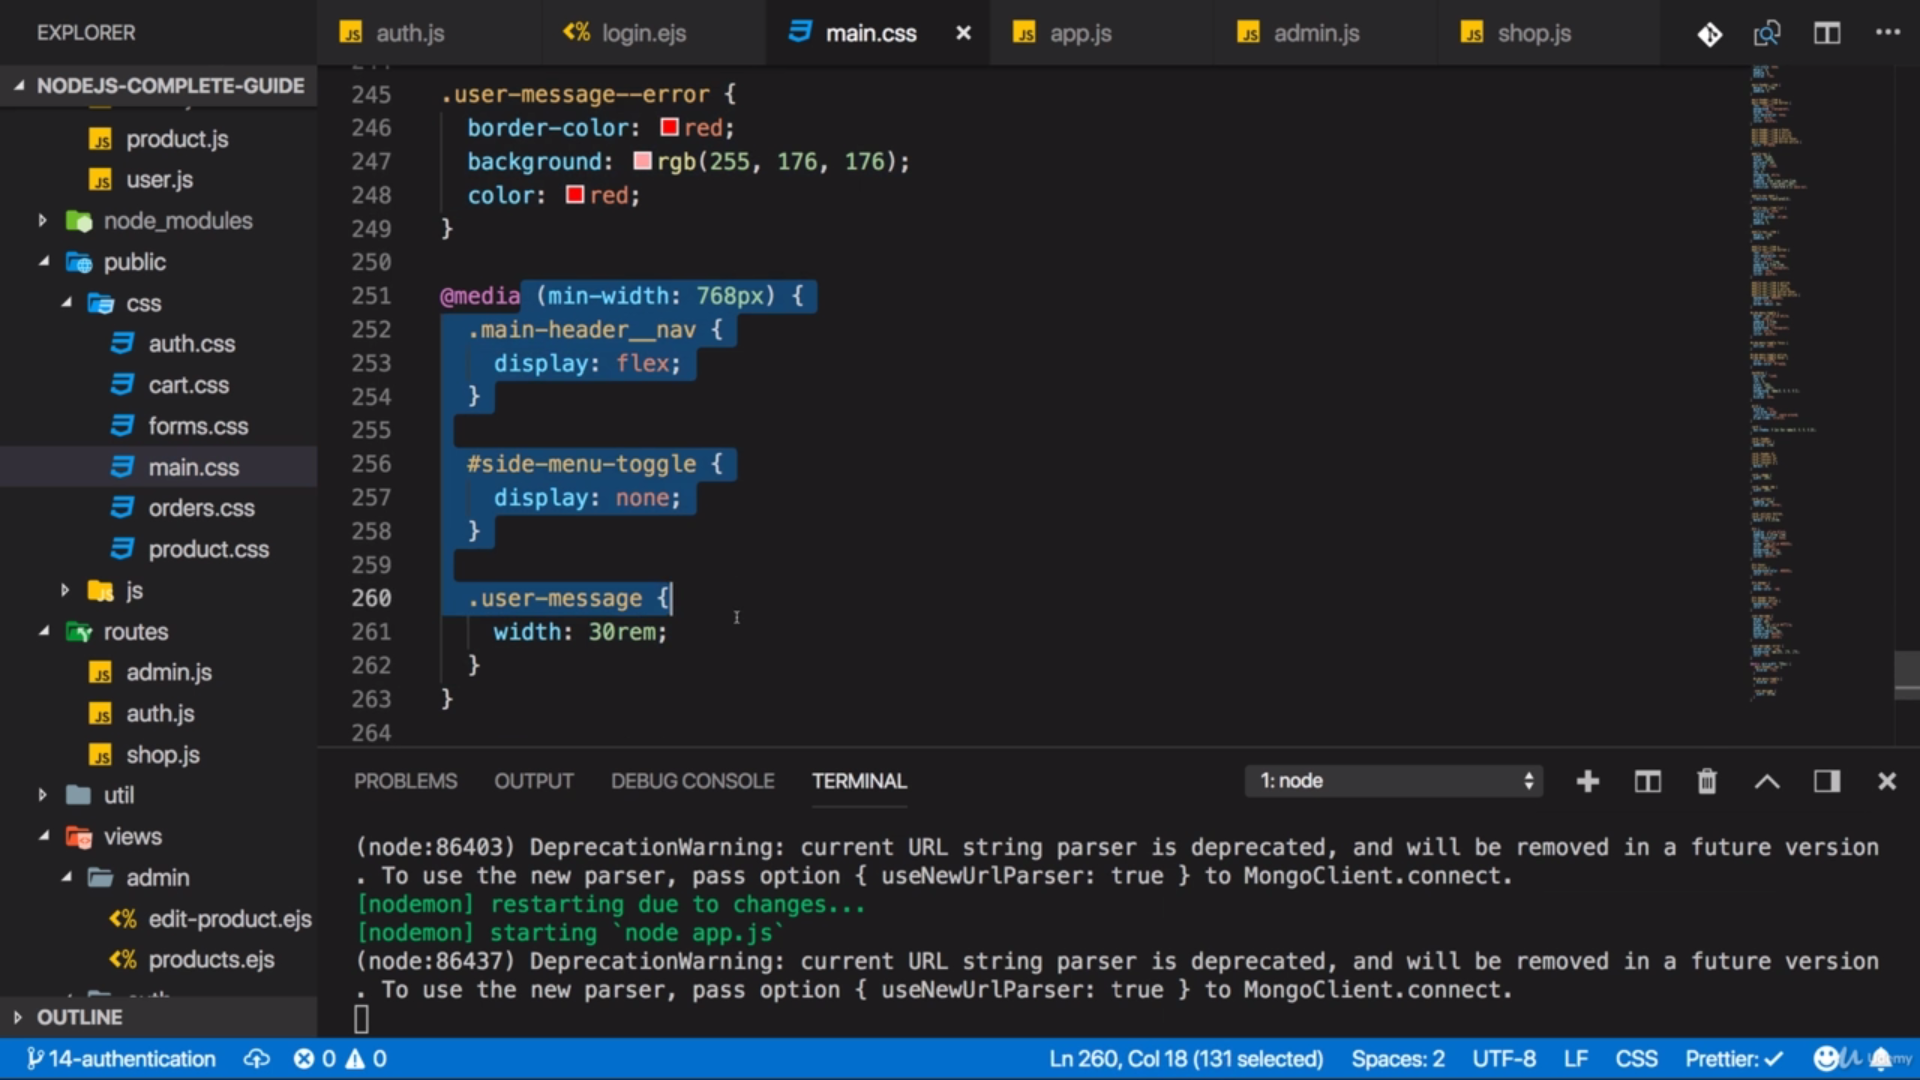 EXPLORER
auth.js
login.ejs
main.css
app.js
admin.js
shop.js
NODEJS-COMPLETE-GUIDE
product.js
user.js
node_modules
public
css
auth.css
cart.css
forms.css
main.css
orders.css
product.css
js
routes
admin.js
auth.js
shop.js
util
views
admin
edit-product.ejs
products.ejs
OUTLINE
245 .user-message--error {
246 border-color: red;
247 background: rgb(255, 176, 176);
248 color: red;
249 }
250
251 @media (min-width: 768px) {
252 .main-header__nav {
253 display: flex;
254 }
255
256 #side-menu-toggle {
257 display: none;
258 }
259
260 .user-message {
261 width: 30rem;
262 }
263 }
264
PROBLEMS OUTPUT DEBUG CONSOLE TERMINAL 1: node
(node:86403) DeprecationWarning: current URL string parser is deprecated, and will be removed in a future version
. To use the new parser, pass option { useNewUrlParser: true } to MongoClient.connect.
[nodemon] restarting due to changes...
[nodemon] starting `node app.js`
(node:86437) DeprecationWarning: current URL string parser is deprecated, and will be removed in a future version
. To use the new parser, pass option { useNewUrlParser: true } to MongoClient.connect.
14-authentication 0 0 Ln 260, Col 18 (131 selected) Spaces: 2 UTF-8 LF CSS Prettier: ✓